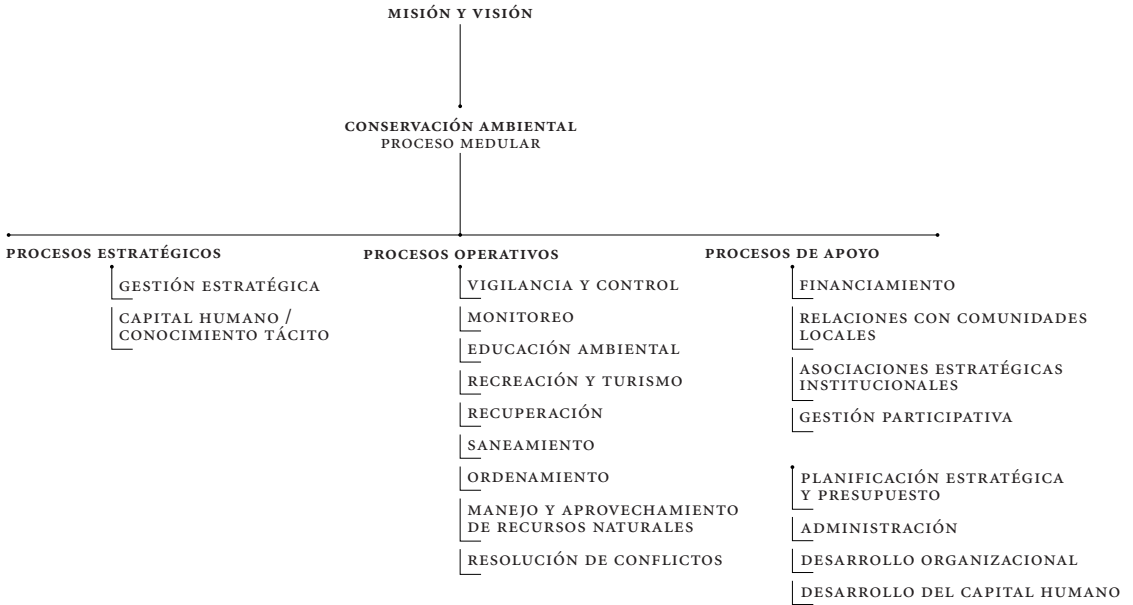 MISIÓN Y VISIÓN
CONSERVACIÓN AMBIENTAL
PROCESO MEDULAR
PROCESOS ESTRATÉGICOS
GESTIÓN ESTRATÉGICA
CAPITAL HUMANO /
CONOCIMIENTO TÁCITO
PROCESOS OPERATIVOS
VIGILANCIA Y CONTROL
MONITOREO
EDUCACIÓN AMBIENTAL
RECREACIÓN Y TURISMO
RECUPERACIÓN
SANEAMIENTO
ORDENAMIENTO
MANEJO Y APROVECHAMIENTO
DE RECURSOS NATURALES
RESOLUCIÓN DE CONFLICTOS
PROCESOS DE APOYO
FINANCIAMIENTO
RELACIONES CON COMUNIDADES
LOCALES
ASOCIACIONES ESTRATÉGICAS
INSTITUCIONALES
GESTIÓN PARTICIPATIVA
PLANIFICACIÓN ESTRATÉGICA
Y PRESUPUESTO
ADMINISTRACIÓN
DESARROLLO ORGANIZACIONAL
DESARROLLO DEL CAPITAL HUMANO